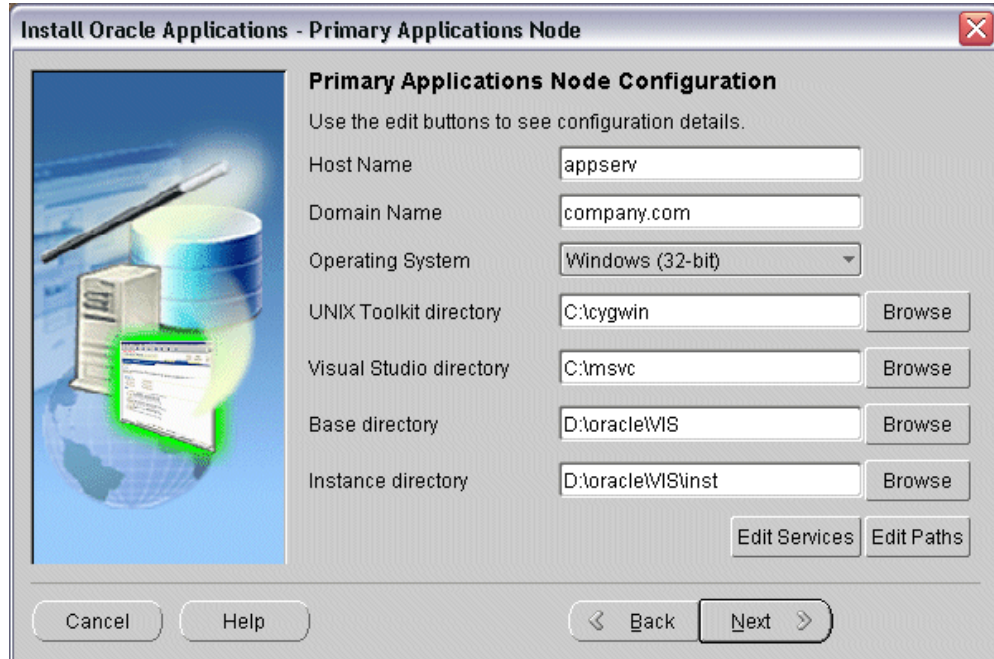 Install Oracle Applications - Primary Applications Node
Primary Applications Node Configuration
Use the edit buttons to see configuration details.
Host Name appserv
Domain Name company.com
Operating System Windows (32-bit)
UNIX Toolkit directory C:\cygwin Browse
Visual Studio directory C:\msvc Browse
Base directory D:\oracle\VIS Browse
Instance directory D:\oracle\VIS\inst Browse
Edit Services Edit Paths
Cancel Help Back Next